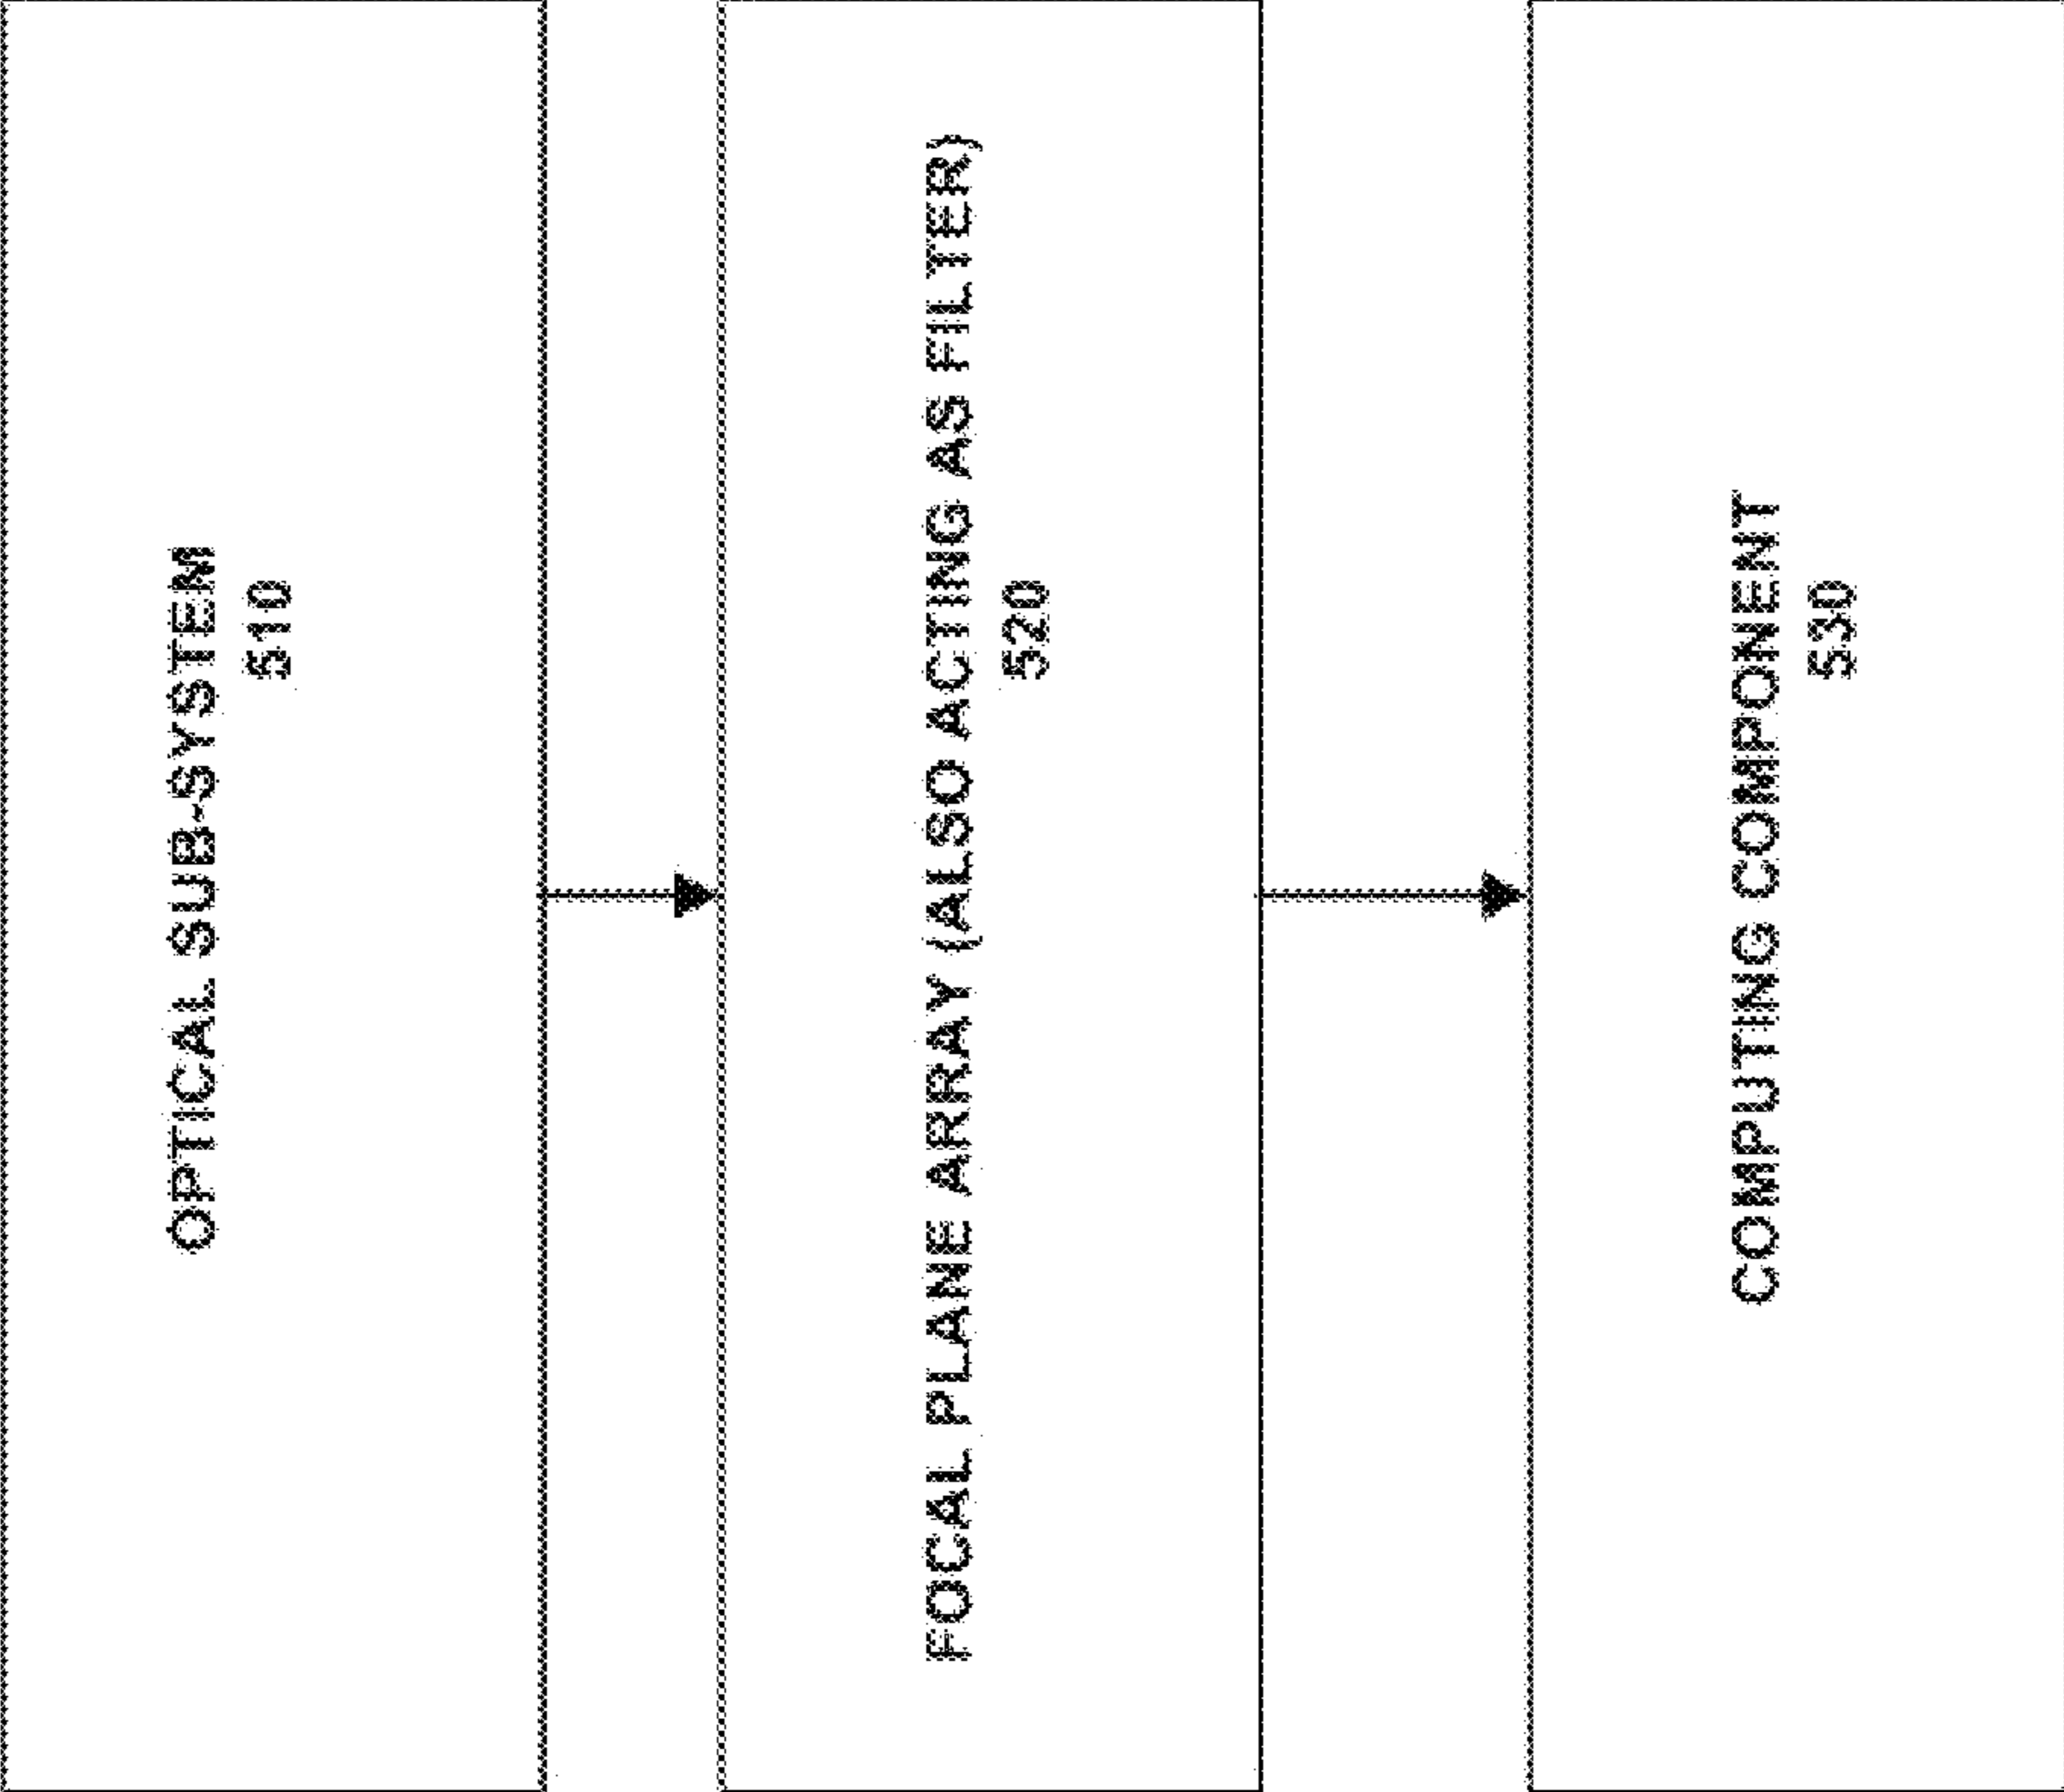 OPTICAL SUB-SYSTEM
510
FOCAL PLANE ARRAY (ALSO ACTING AS FILTER)
520
COMPUTING COMPONENT
530